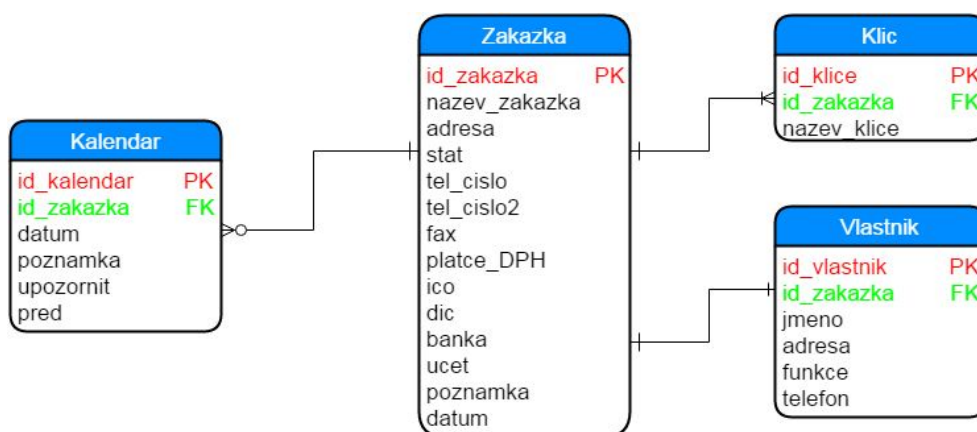 Kalendar
id_kalendar PK
id_zakazka FK
datum
poznamka
upozornit
pred
Zakazka
id_zakazka PK
nazev_zakazka
adresa
stat
tel_cislo
tel_cislo2
fax
platce_DPH
ico
dic
banka
ucet
poznamka
datum
Klic
id_klice PK
id_zakazka FK
nazev_klice
Vlastnik
id_vlastnik PK
id_zakazka FK
jmeno
adresa
funkce
telefon